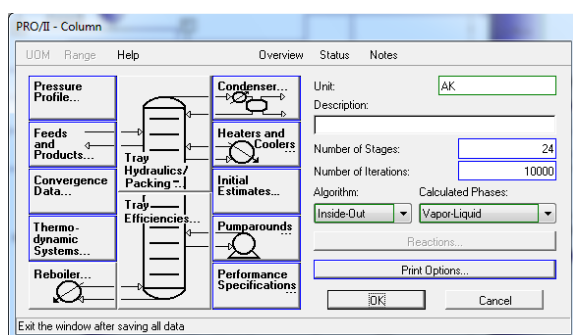 PRO/II - Column
UOM Range Help Overview Status Notes
Pressure
Profile...
Feeds
and
Products...
Convergence
Data...
Thermo-
dynamic
Systems...
Reboiler...
Tray
Hydraulics/
Packing ...
Tray
Efficiencies...
Condenser...
Heaters and
Coolers
...
Initial
Estimates...
Pumparounds
...
Performance
Specifications
...
Unit: AK
Description:
Number of Stages: 24
Number of Iterations: 10000
Algorithm: Calculated Phases:
Inside-Out Vapor-Liquid
Reactions...
Print Options...
OK Cancel
Exit the window after saving all data